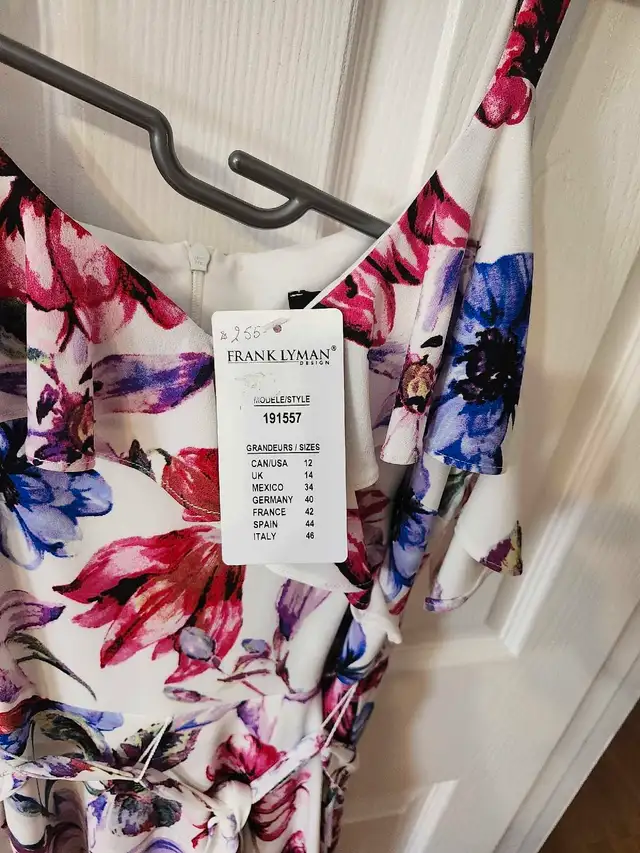 255
FRANK LYMAN®
DESIGN
MODELE/STYLE
191557
GRANDEURS / SIZES
CAN/USA 12
UK 14
MEXICO 34
GERMANY 40
FRANCE 42
SPAIN 44
ITALY 46